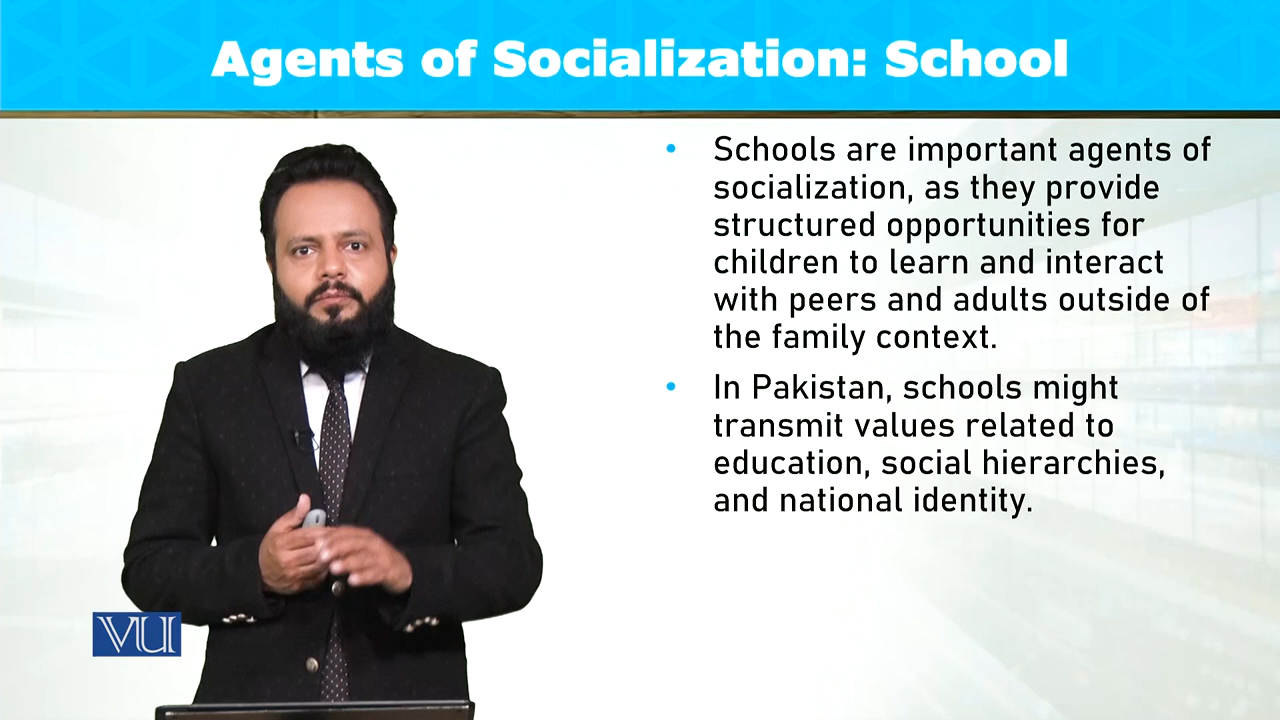 Agents of Socialization: School
• Schools are important agents of
socialization, as they provide
structured opportunities for
children to learn and interact
with peers and adults outside of
the family context.
• In Pakistan, schools might
transmit values related to
education, social hierarchies,
and national identity.
VU